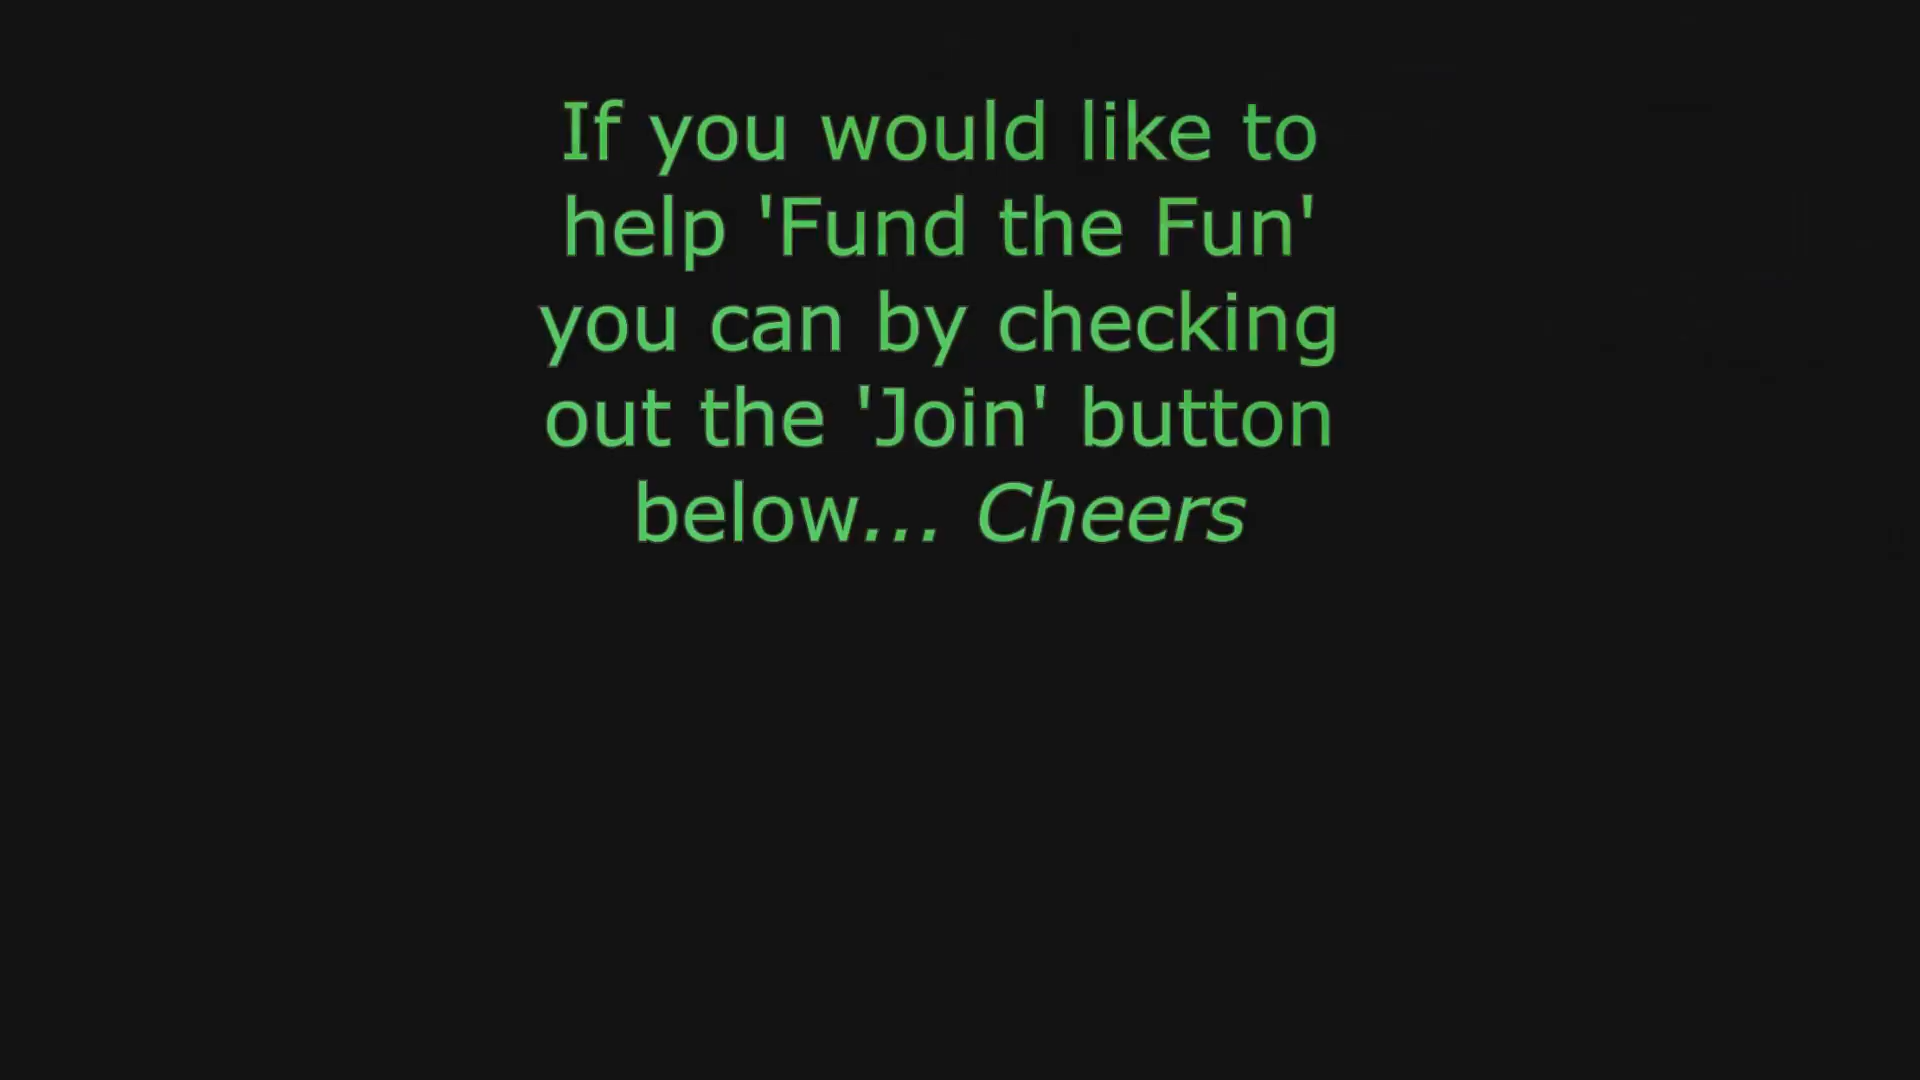 If you would like to
help 'Fund the Fun'
you can by checking
out the 'Join' button
below... Cheers